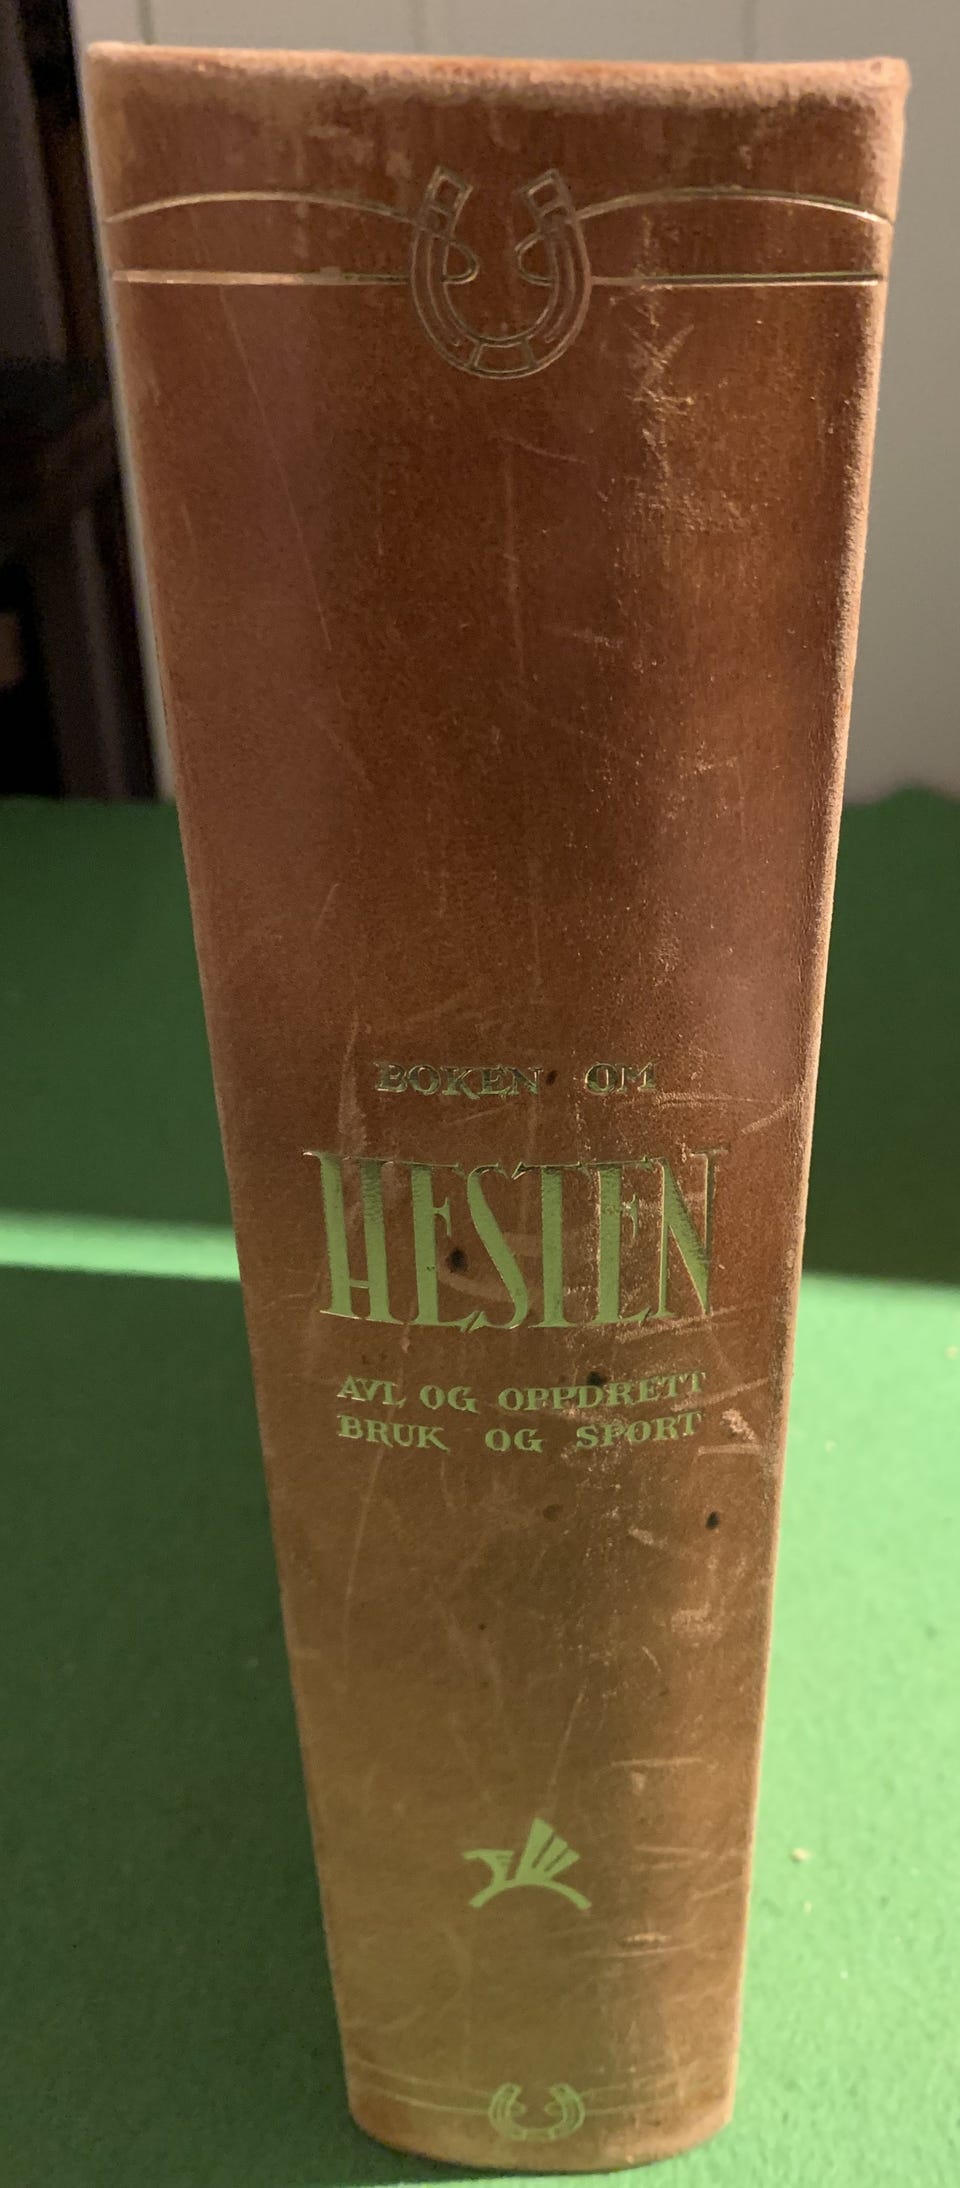 BOKEN OM
HESTEN
AVL OG OPPDRETT
BRUK OG SPORT